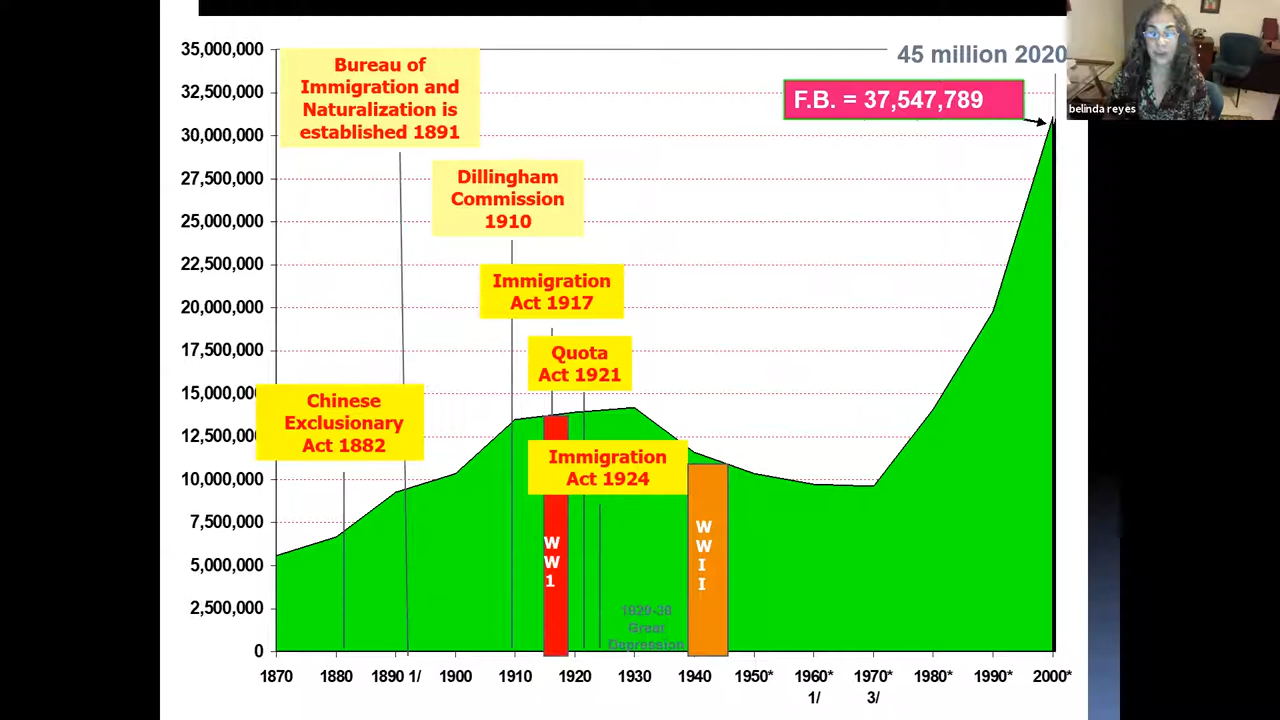 35,000,000
32,500,000
30,000,000
27,500,000
25,000,000
22,500,000
20,000,000
17,500,000
15,000,000
12,500,000
10,000,000
7,500,000
5,000,000
2,500,000
0
Bureau of
Immigration and
Naturalization is
established 1891
45 million 2020
F.B. = 37,547,789
belinda reyes
Dillingham
Commission
1910
Immigration
Act 1917
Quota
Act 1921
Chinese
Exclusionary
Act 1882
Immigration
Act 1924
W
W
1
W
W
I
I
Great
Depression
1870 1880 1890 1/ 1900 1910 1920 1930 1940 1950* 1960* 1970* 1980* 1990* 2000*
1/ 3/